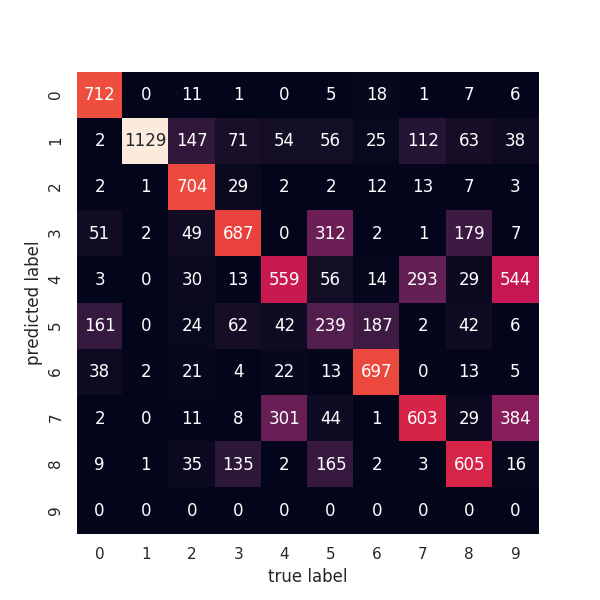 0 712 0 11 1 0 5 18 1 7 6
1 2 1129 147 71 54 56 25 112 63 38
2 2 1 704 29 2 2 12 13 7 3
3 51 2 49 687 0 312 2 1 179 7
4 3 0 30 13 559 56 14 293 29 544
5 161 0 24 62 42 239 187 2 42 6
6 38 2 21 4 22 13 697 0 13 5
7 2 0 11 8 301 44 1 603 29 384
8 9 1 35 135 2 165 2 3 605 16
9 0 0 0 0 0 0 0 0 0 0
0 1 2 3 4 5 6 7 8 9
predicted label
true label